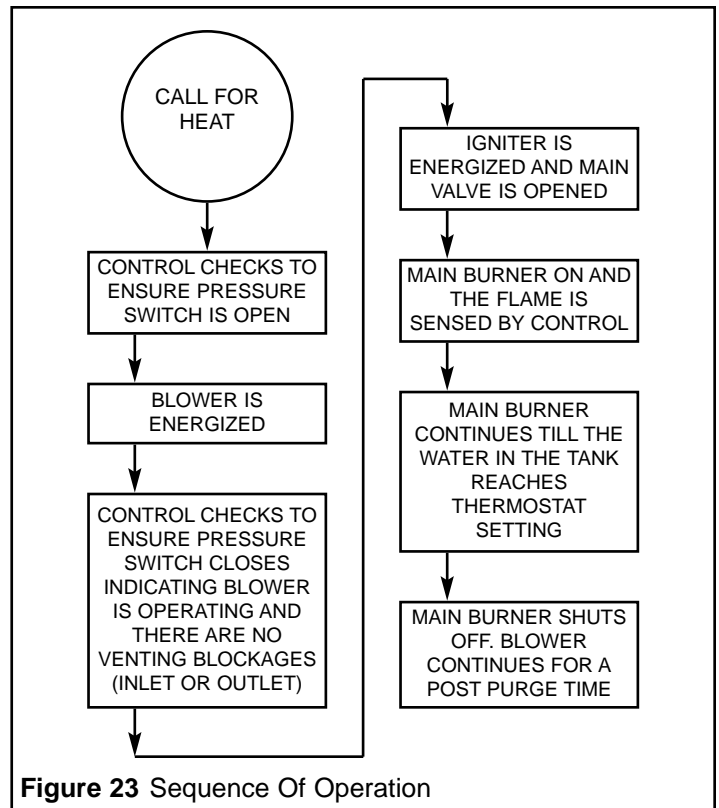 CALL FOR
HEAT
CONTROL CHECKS TO
ENSURE PRESSURE
SWITCH IS OPEN
BLOWER IS
ENERGIZED
CONTROL CHECKS TO
ENSURE PRESSURE
SWITCH CLOSES
INDICATING BLOWER
IS OPERATING AND
THERE ARE NO
VENTING BLOCKAGES
(INLET OR OUTLET)
IGNITER IS
ENERGIZED AND MAIN
VALVE IS OPENED
MAIN BURNER ON AND
THE FLAME IS
SENSED BY CONTROL
MAIN BURNER
CONTINUES TILL THE
WATER IN THE TANK
REACHES
THERMOSTAT
SETTING
MAIN BURNER SHUTS
OFF. BLOWER
CONTINUES FOR A
POST PURGE TIME
Figure 23 Sequence Of Operation